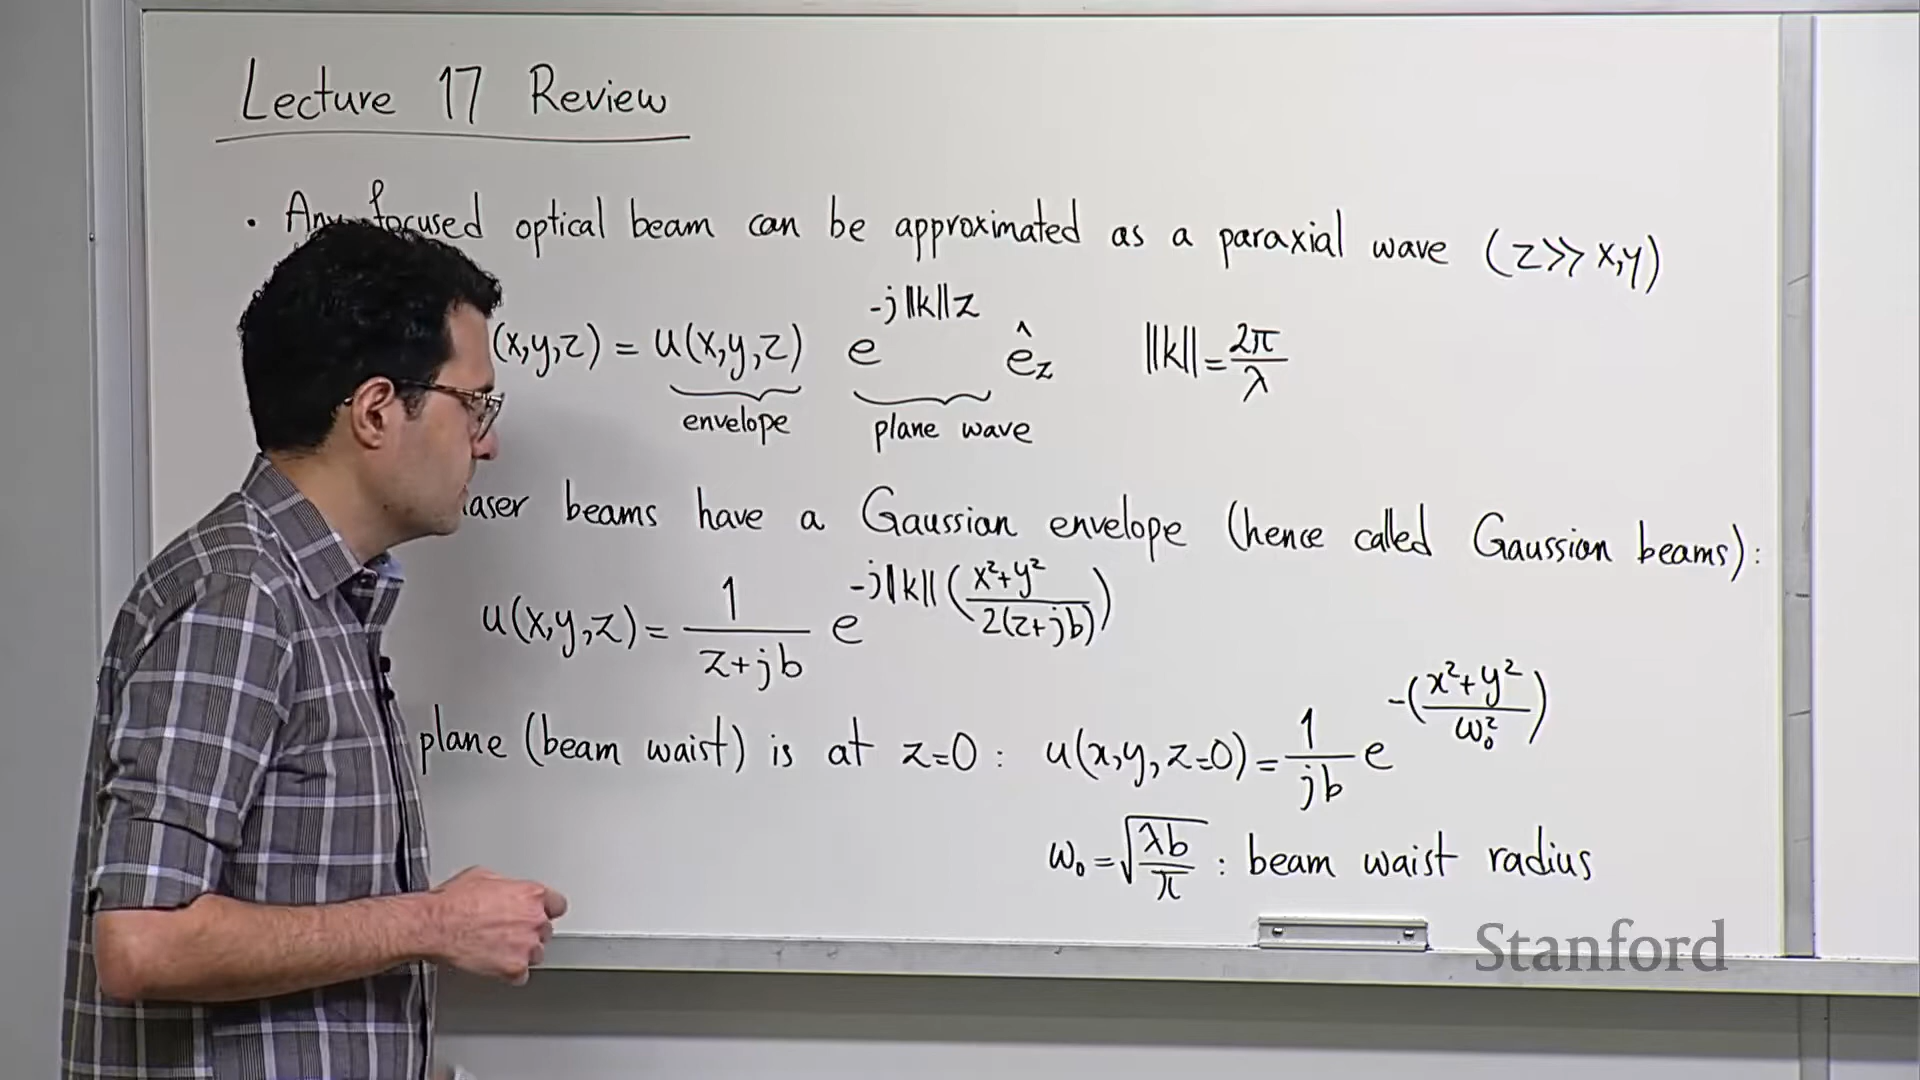 Lecture 17 Review
• Any focused optical beam can be approximated as a paraxial wave (z>>x,y)
(x,y,z) = u(x,y,z) e^{-j||k||z} ê_z ||k|| = 2π/λ
envelope plane wave
laser beams have a Gaussian envelope (hence called Gaussian beams):
u(x,y,z) = 1/(z+jb) e^{-j||k||((x²+y²)/(2(z+jb)))}
plane (beam waist) is at z=0: u(x,y,z=0) = 1/(jb) e^{-((x²+y²)/ω₀²)}
ω₀ = √(λb/π) : beam waist radius
Stanford